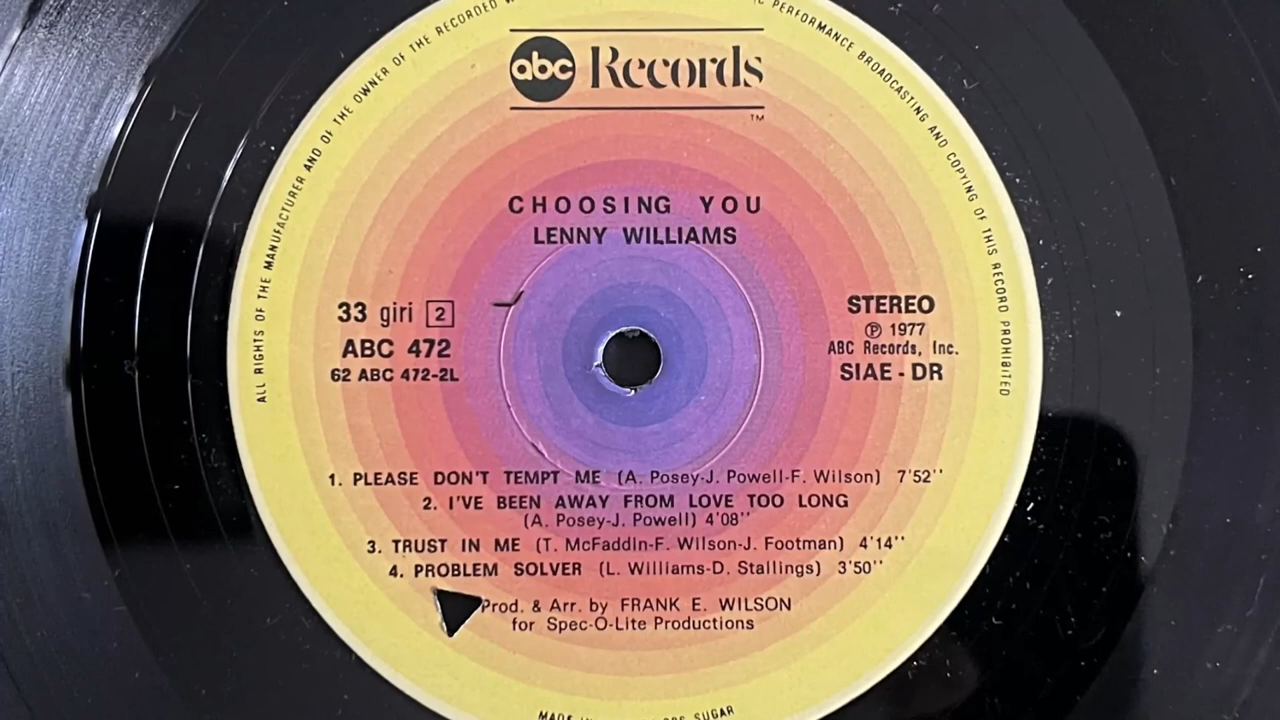 ALL RIGHTS OF THE MANUFACTURER AND OF THE OWNER OF THE RECORDED
PERFORMANCE BROADCASTING AND COPYING OF THIS RECORD PROHIBITED
abc Records
TM
CHOOSING YOU
LENNY WILLIAMS
33 giri 2
ABC 472
62 ABC 472-2L
STEREO
Ⓟ 1977
ABC Records, Inc.
SIAE - DR
1. PLEASE DON'T TEMPT ME (A. Posey-J. Powell-F. Wilson) 7'52''
2. I'VE BEEN AWAY FROM LOVE TOO LONG
(A. Posey-J. Powell) 4'08''
3. TRUST IN ME (T. McFaddin-F. Wilson-J. Footman) 4'14''
4. PROBLEM SOLVER (L. Williams-D. Stallings) 3'50''
Prod. & Arr. by FRANK E. WILSON
for Spec-O-Lite Productions
MADE SUGAR